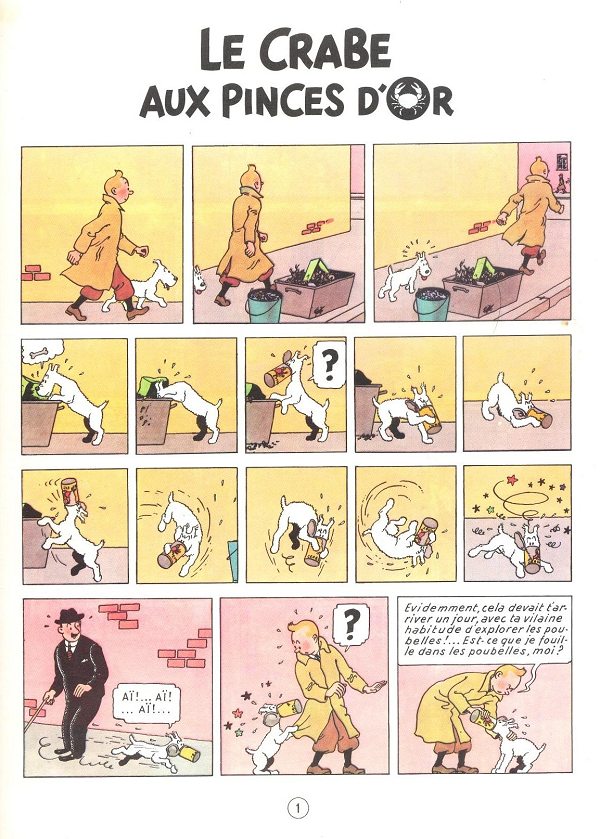 LE CRABE
AUX PINCES D'OR
?
AÏ!... AÏ!
... AÏ!...
?
Evidemment, cela devait t'ar-
river un jour, avec ta vilaine
habitude d'explorer les pou-
belles!... Est-ce que je fouil-
le dans les poubelles, moi?
1